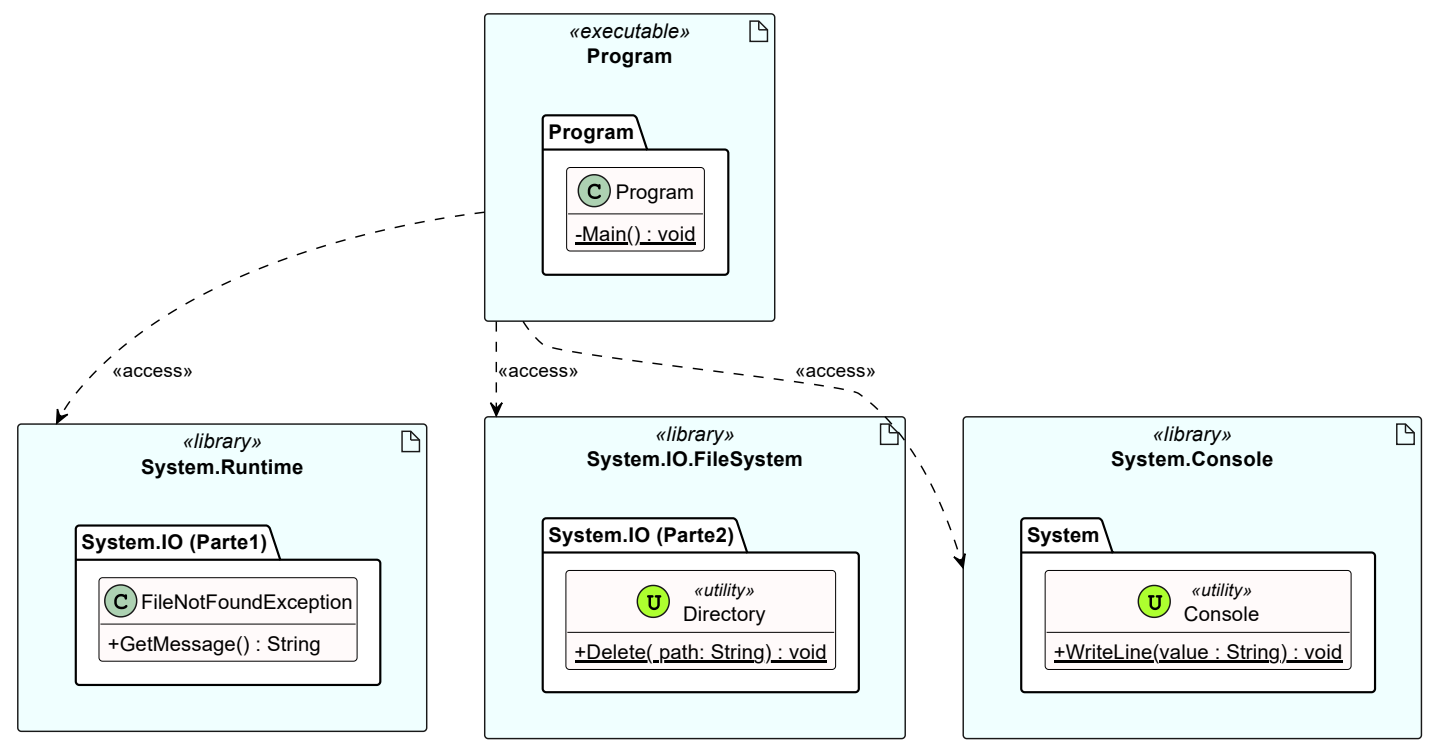 «executable»
Program
Program
C Program
-Main() : void
«access»
«access»
«access»
«library»
System.Runtime
System.IO (Parte1)
C FileNotFoundException
+GetMessage() : String
«library»
System.IO.FileSystem
System.IO (Parte2)
U «utility»
Directory
+Delete( path: String) : void
«library»
System.Console
System
U «utility»
Console
+WriteLine(value : String) : void